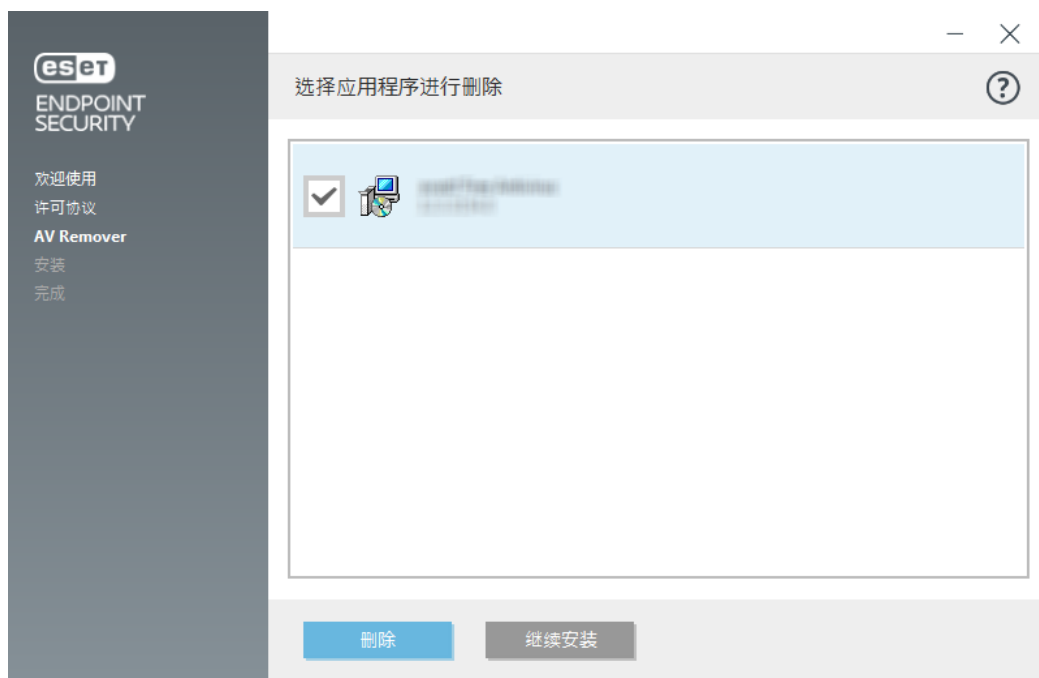 eseT
ENDPOINT
SECURITY
欢迎使用
许可协议
AV Remover
安装
完成
选择应用程序进行删除
?
删除
继续安装